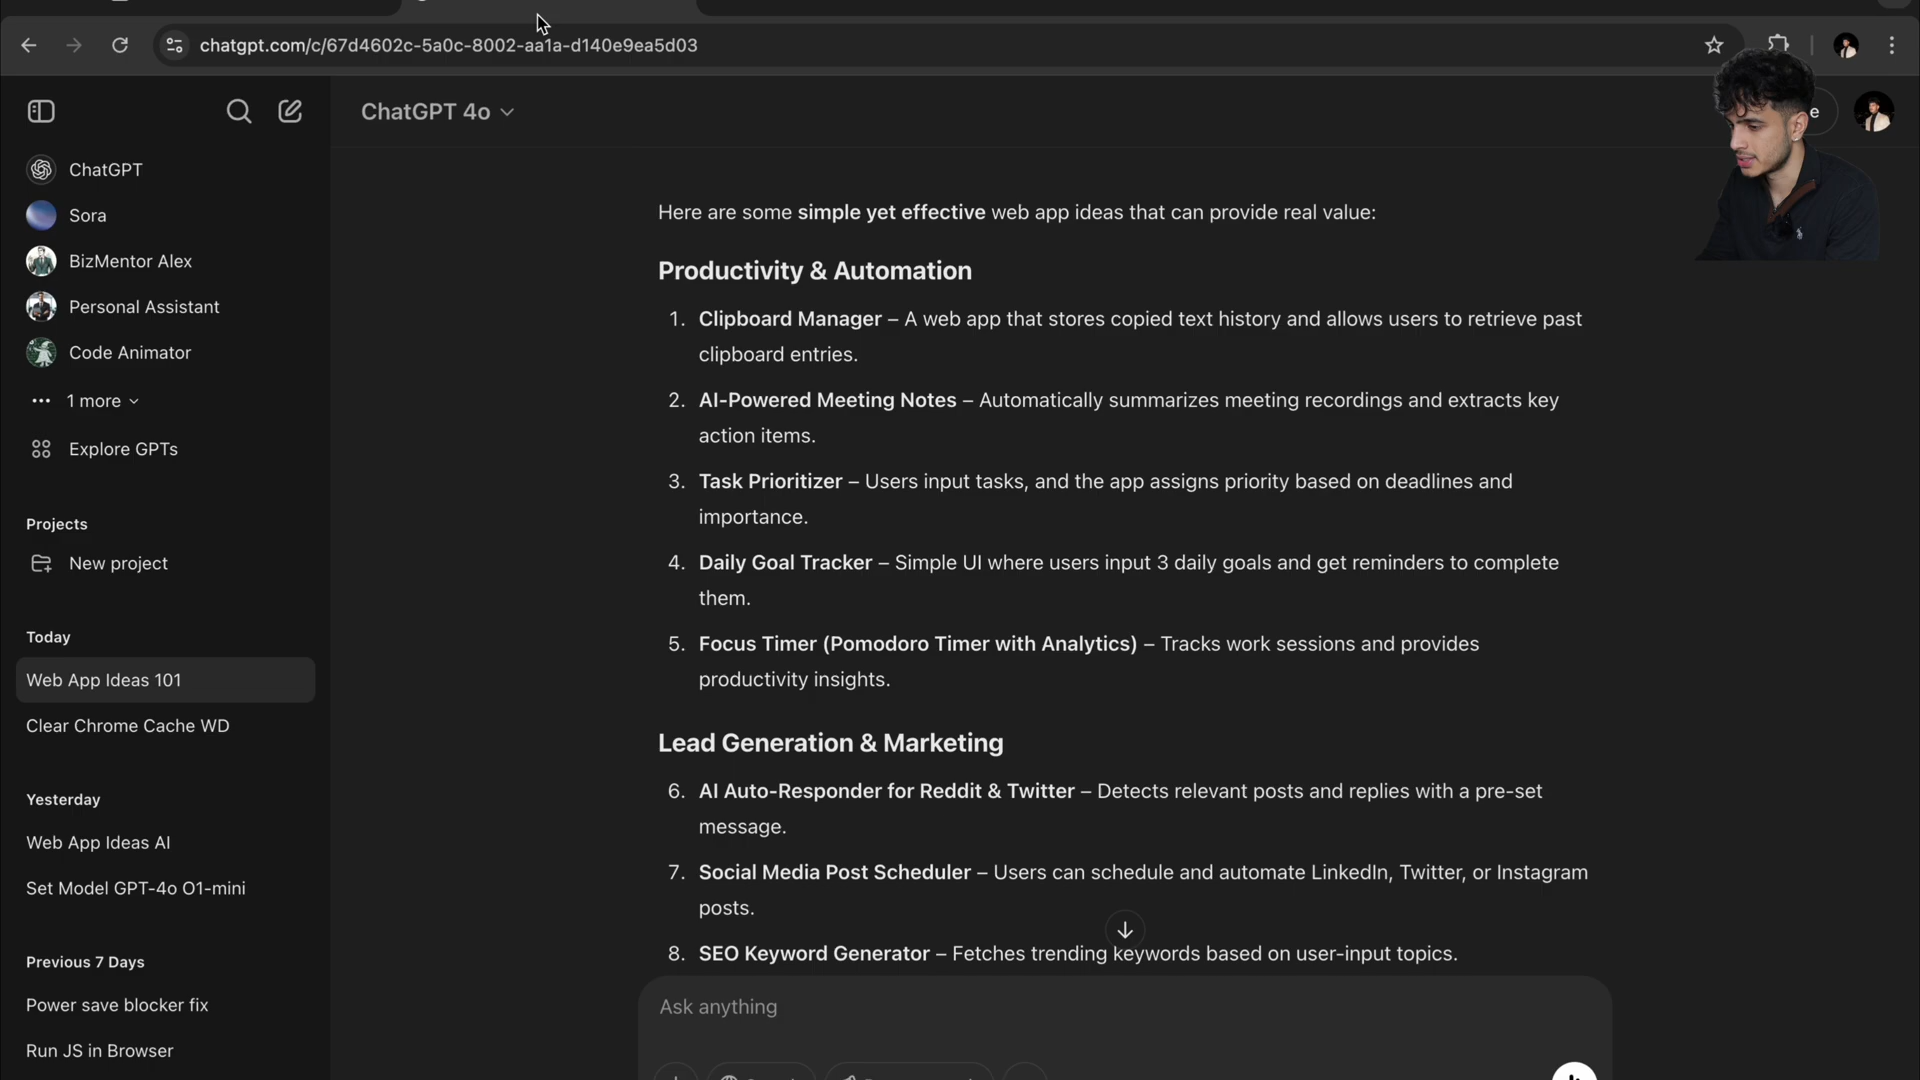 chatgpt.com/c/67d4602c-5a0c-8002-aa1a-d140e9ea5d03
ChatGPT 4o
ChatGPT
Sora
BizMentor Alex
Personal Assistant
Code Animator
1 more
Explore GPTs
Projects
New project
Today
Web App Ideas 101
Clear Chrome Cache WD
Yesterday
Web App Ideas AI
Set Model GPT-4o O1-mini
Previous 7 Days
Power save blocker fix
Run JS in Browser
Here are some simple yet effective web app ideas that can provide real value:
Productivity & Automation
1. Clipboard Manager – A web app that stores copied text history and allows users to retrieve past
clipboard entries.
2. AI-Powered Meeting Notes – Automatically summarizes meeting recordings and extracts key
action items.
3. Task Prioritizer – Users input tasks, and the app assigns priority based on deadlines and
importance.
4. Daily Goal Tracker – Simple UI where users input 3 daily goals and get reminders to complete
them.
5. Focus Timer (Pomodoro Timer with Analytics) – Tracks work sessions and provides
productivity insights.
Lead Generation & Marketing
6. AI Auto-Responder for Reddit & Twitter – Detects relevant posts and replies with a pre-set
message.
7. Social Media Post Scheduler – Users can schedule and automate LinkedIn, Twitter, or Instagram
posts.
8. SEO Keyword Generator – Fetches trending keywords based on user-input topics.
Ask anything